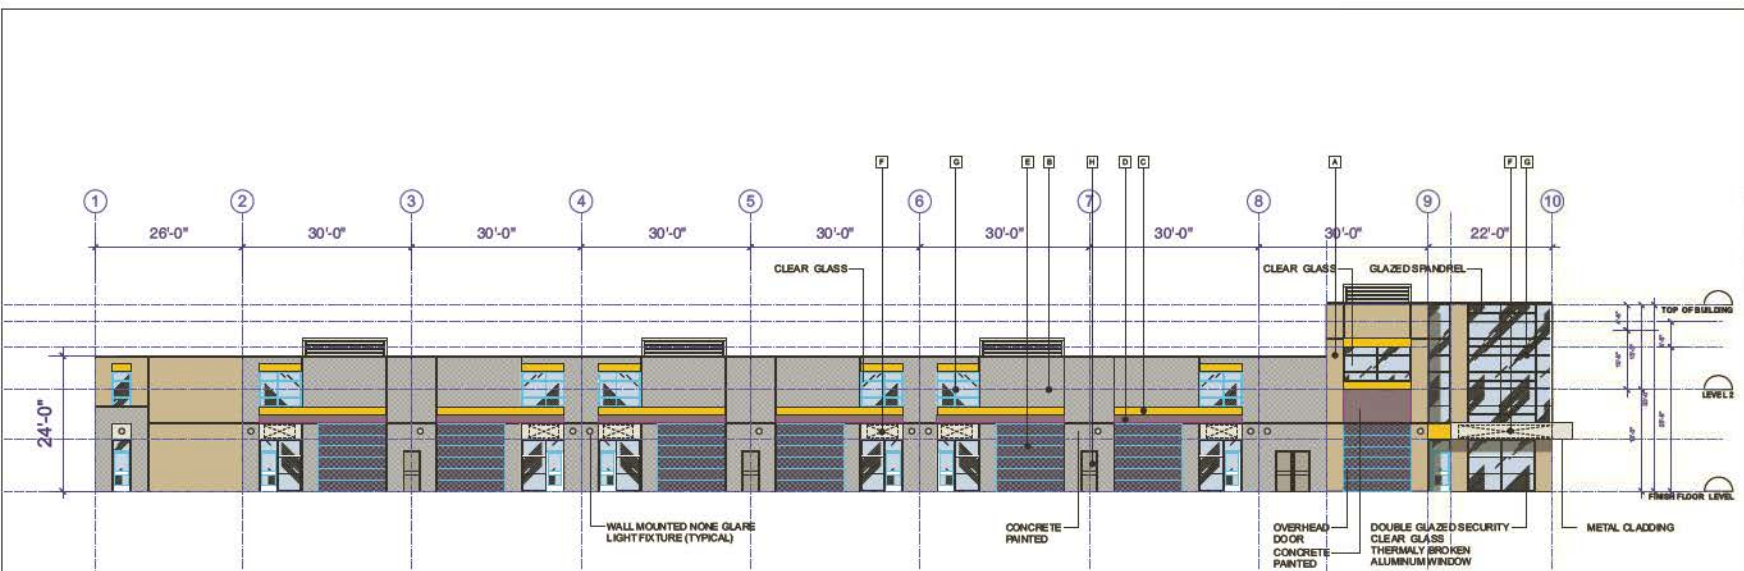 F G E B H D C A F G
1 2 3 4 5 6 7 8 9 10
26'-0" 30'-0" 30'-0" 30'-0" 30'-0" 30'-0" 30'-0" 30'-0" 22'-0"
CLEAR GLASS CLEAR GLASS GLAZED SPANDREL
TOP OF BUILDING
LEVEL 2
24'-0"
FINISH FLOOR LEVEL
WALL MOUNTED NONE GLARE
LIGHT FIXTURE (TYPICAL)
CONCRETE
PAINTED
OVERHEAD
DOOR
CONCRETE
PAINTED
DOUBLE GLAZED SECURITY
CLEAR GLASS
THERMALY BROKEN
ALUMINUM WINDOW
METAL CLADDING